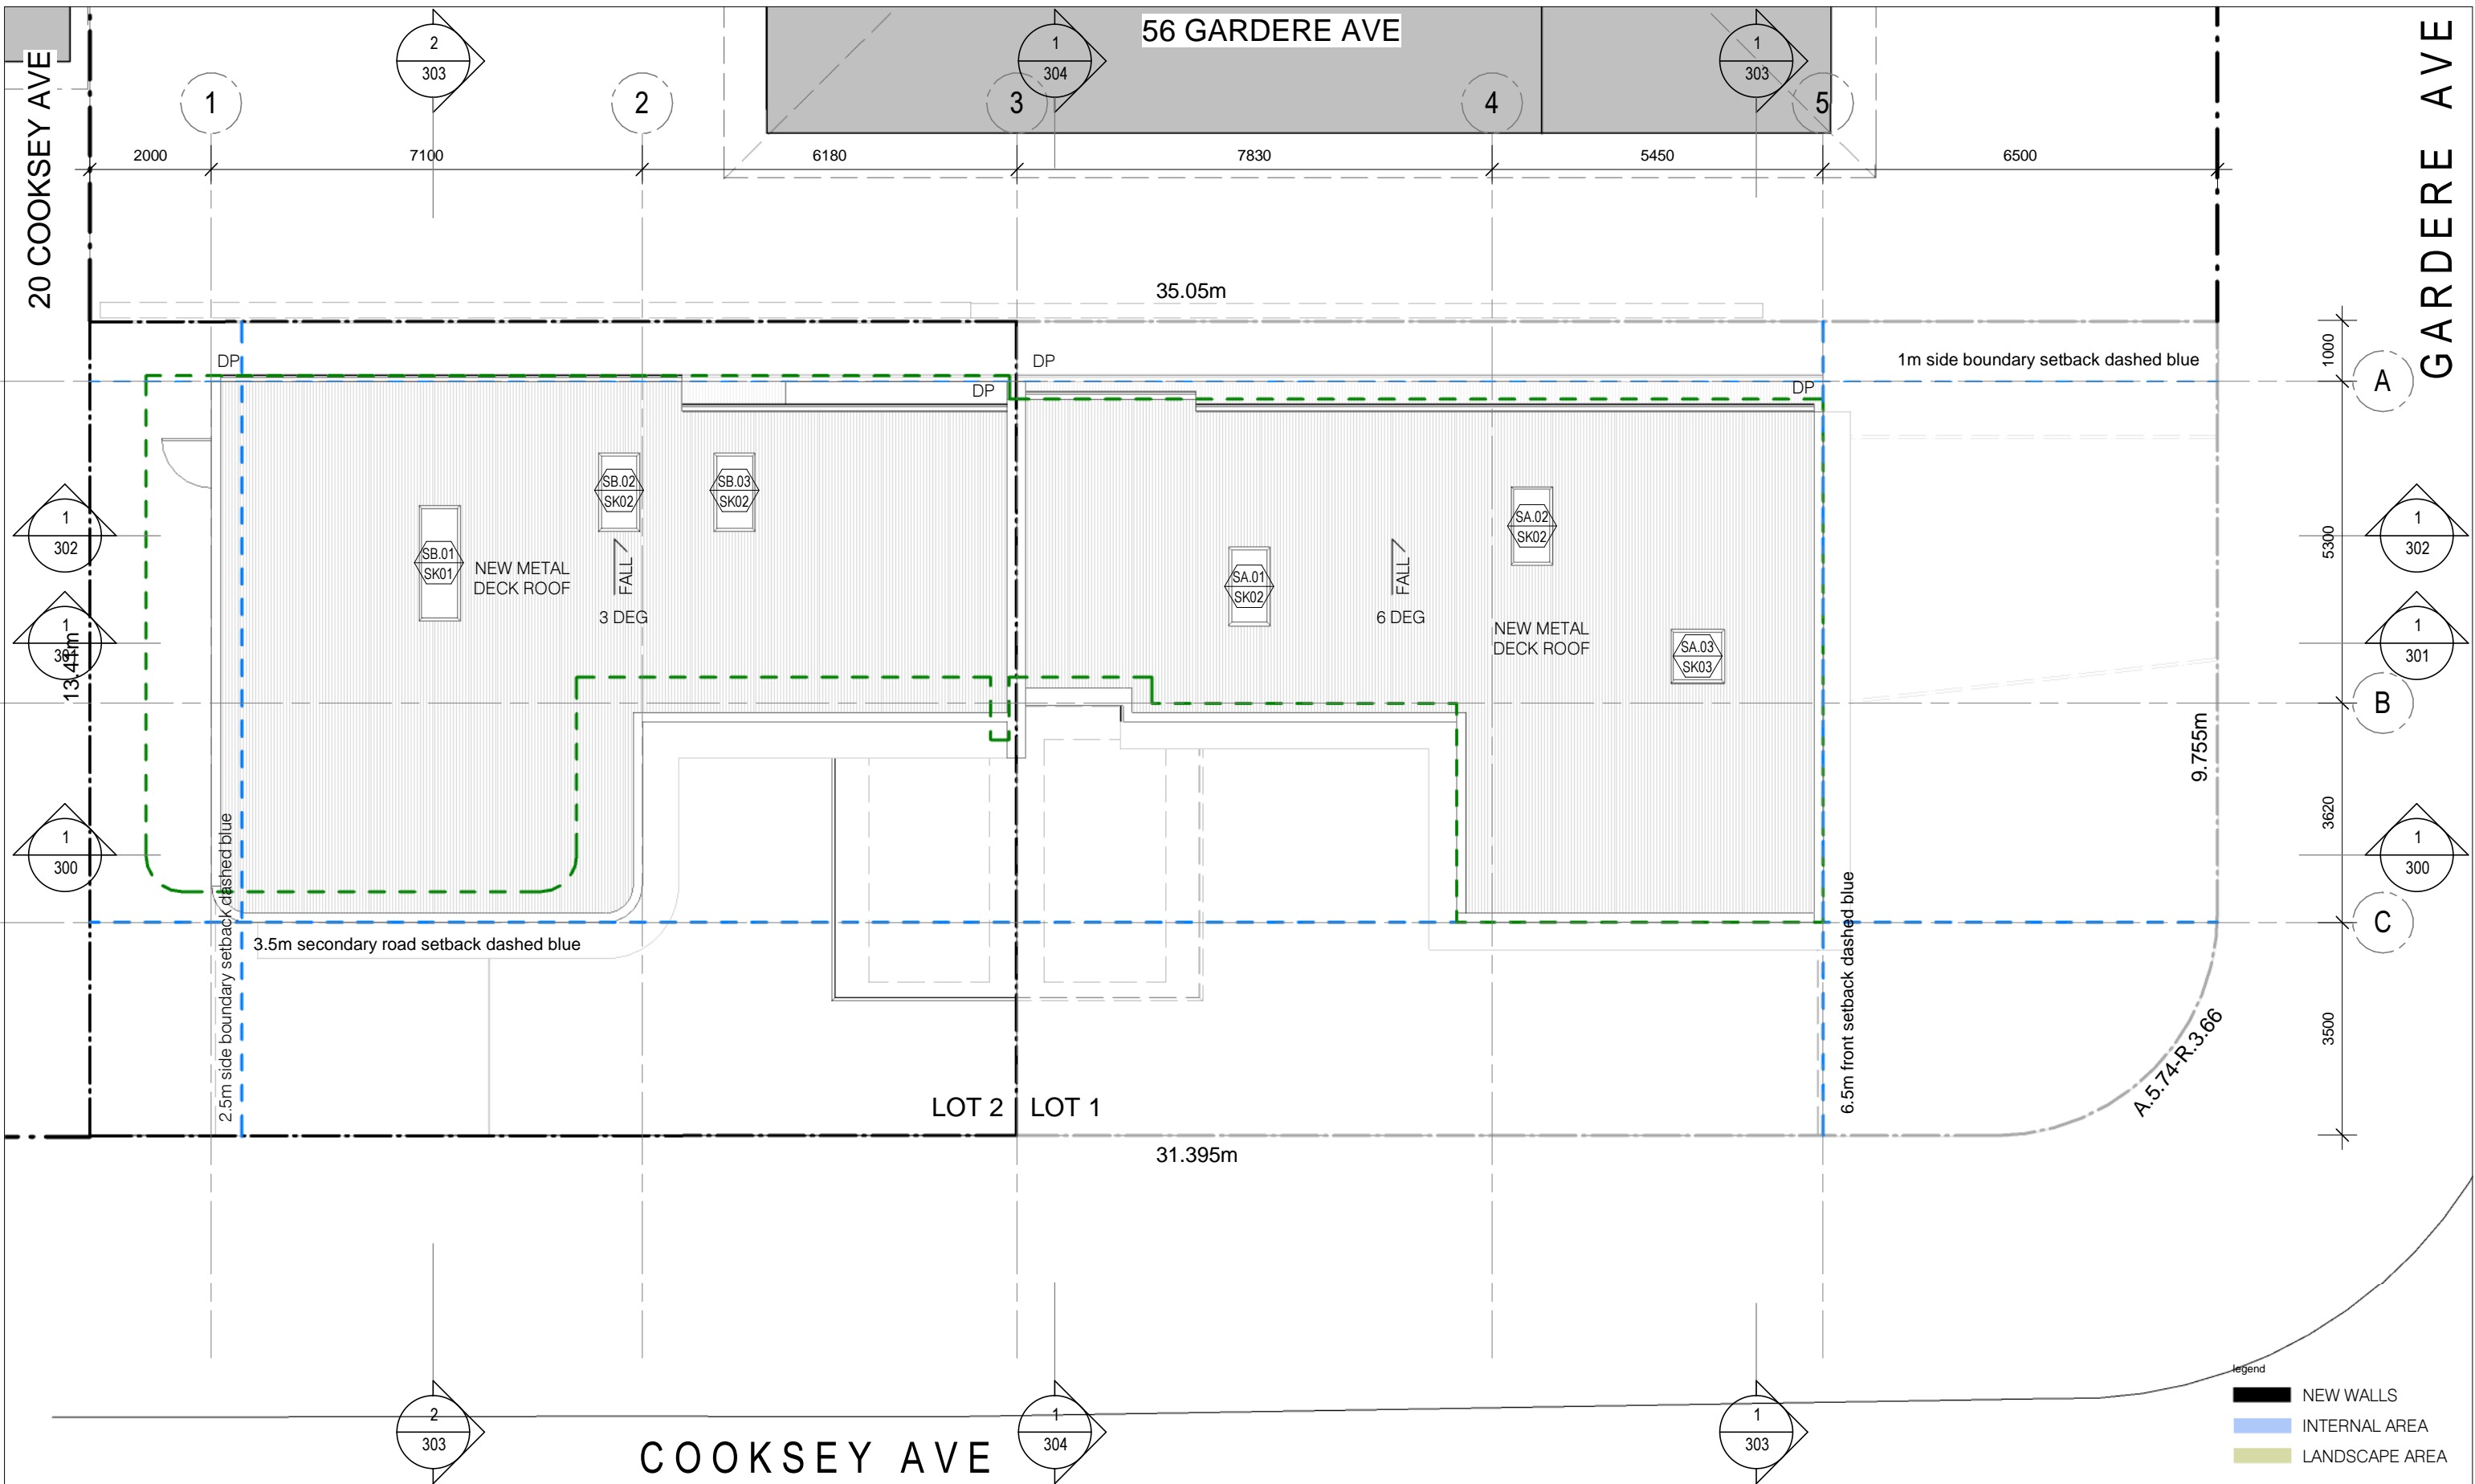 56 GARDERE AVE
20 COOKSEY AVE
GARDERE AVE
2
303
1
304
1
303
1
2
3
4
5
2000
7100
6180
7830
5450
6500
35.05m
1000
DP
DP
1m side boundary setback dashed blue
A
DP
DP
SB.02
SK02
SB.03
SK02
SA.02
SK02
1
302
1
302
5300
SB.01
SK01
NEW METAL
DECK ROOF
FALL
3 DEG
SA.01
SK02
FALL
6 DEG
NEW METAL
DECK ROOF
SA.03
SK03
1
301
13.41m
1
301
B
9.755m
3620
1
300
1
300
2.5m side boundary setback dashed blue
3.5m secondary road setback dashed blue
6.5m front setback dashed blue
C
3500
A.5.74-R.3.66
LOT 2
LOT 1
31.395m
2
303
1
304
1
303
COOKSEY AVE
legend
NEW WALLS
INTERNAL AREA
LANDSCAPE AREA